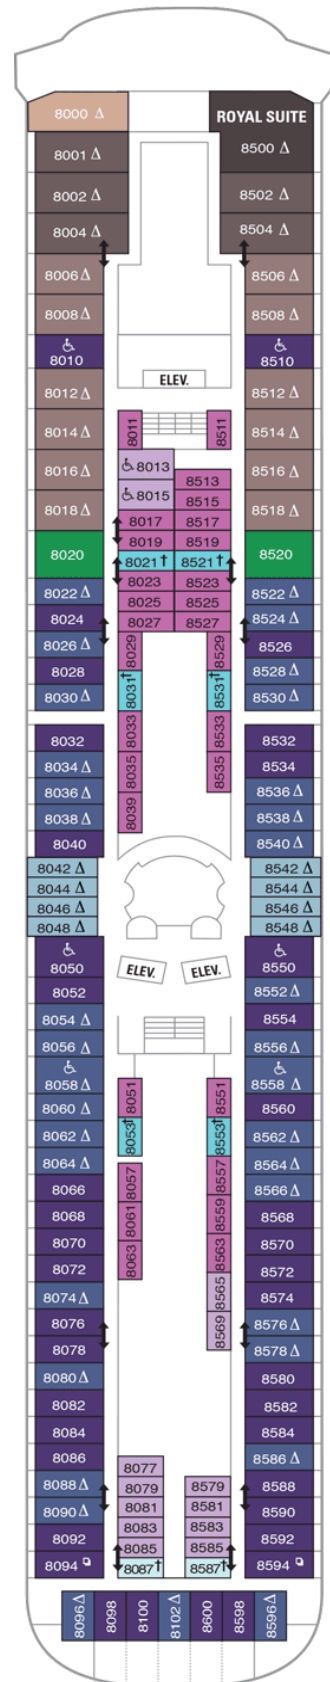 8000 Δ
ROYAL SUITE
8500 Δ
8001 Δ
8002 Δ
8502 Δ
8004 Δ
8504 Δ
8006 Δ
8506 Δ
8008 Δ
8508 Δ
8010
8510
ELEV.
8012 Δ
8512 Δ
8011
8511
8014 Δ
8514 Δ
8013
8016 Δ
8516 Δ
8513
8015
8515
8018 Δ
8518 Δ
8017
8517
8019
8519
8020
8520
8021 †
8521 †
8023
8523
8022 Δ
8522 Δ
8025
8525
8024
8524 Δ
8027
8527
8026 Δ
8526
8029
8529
8028
8528 Δ
8030 Δ
8530 Δ
8031 †
8531 †
8032
8532
8033
8533
8034 Δ
8534
8035
8535
8036 Δ
8536 Δ
8039
8038 Δ
8538 Δ
8040
8540 Δ
8042 Δ
8542 Δ
8044 Δ
8544 Δ
8046 Δ
8546 Δ
8048 Δ
8548 Δ
8050
8550
ELEV.
ELEV.
8052
8552 Δ
8054 Δ
8554
8056 Δ
8556 Δ
8058 Δ
8558 Δ
8051
8551
8060 Δ
8560
8053 †
8553 †
8062 Δ
8562 Δ
8064 Δ
8564 Δ
8057
8557
8066
8566 Δ
8061
8559
8068
8568
8063
8563
8070
8570
8072
8572
8565
8074 Δ
8574
8569
8076
8576 Δ
8078
8578 Δ
8080 Δ
8580
8082
8582
8084
8584
8086
8586 Δ
8077
8088 Δ
8588
8079
8579
8081
8581
8090 Δ
8590
8083
8583
8092
8592
8085
8585
8094
8594
8087 †
8587 †
8096 Δ
8098
8100
8102 Δ
8600
8598
8596 Δ